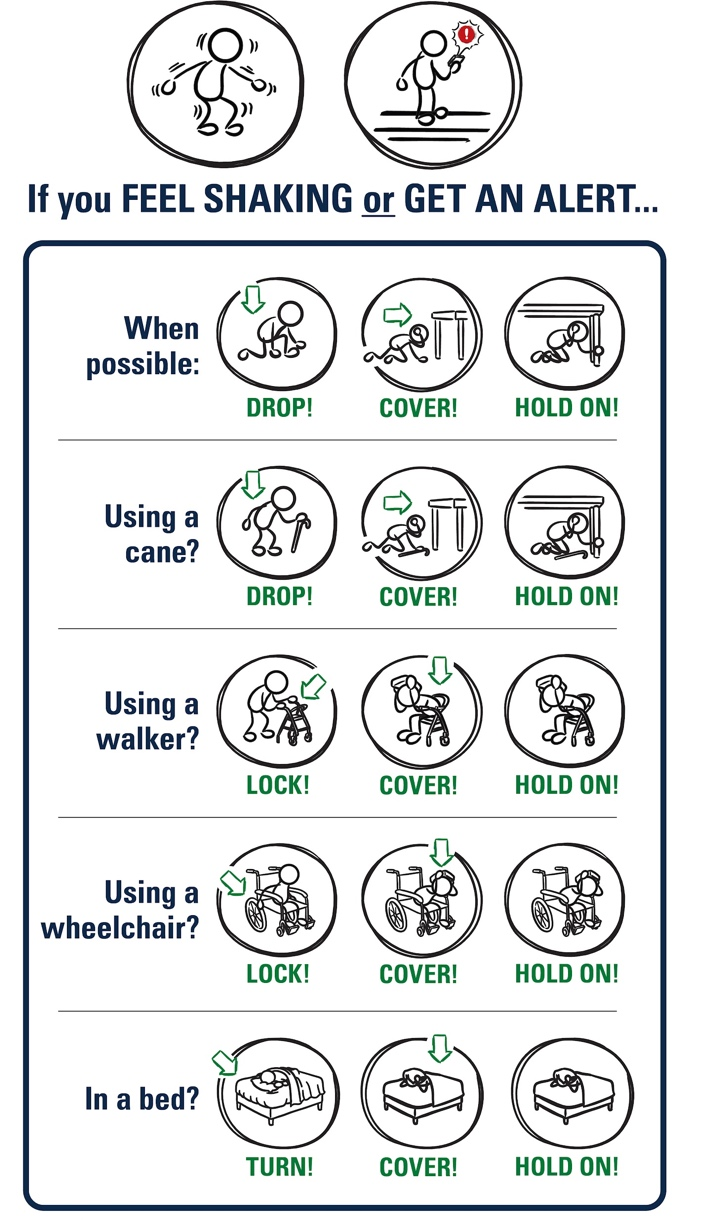 If you FEEL SHAKING or GET AN ALERT...
When
possible:
DROP!
COVER!
HOLD ON!
Using a
cane?
DROP!
COVER!
HOLD ON!
Using a
walker?
LOCK!
COVER!
HOLD ON!
Using a
wheelchair?
LOCK!
COVER!
HOLD ON!
In a bed?
TURN!
COVER!
HOLD ON!